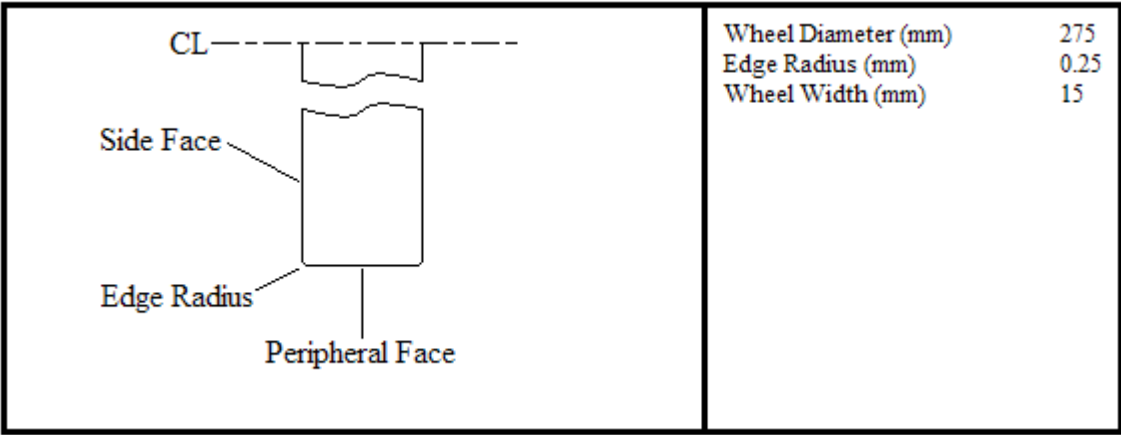 CL
Side Face
Edge Radius
Peripheral Face
Wheel Diameter (mm) 275
Edge Radius (mm) 0.25
Wheel Width (mm) 15